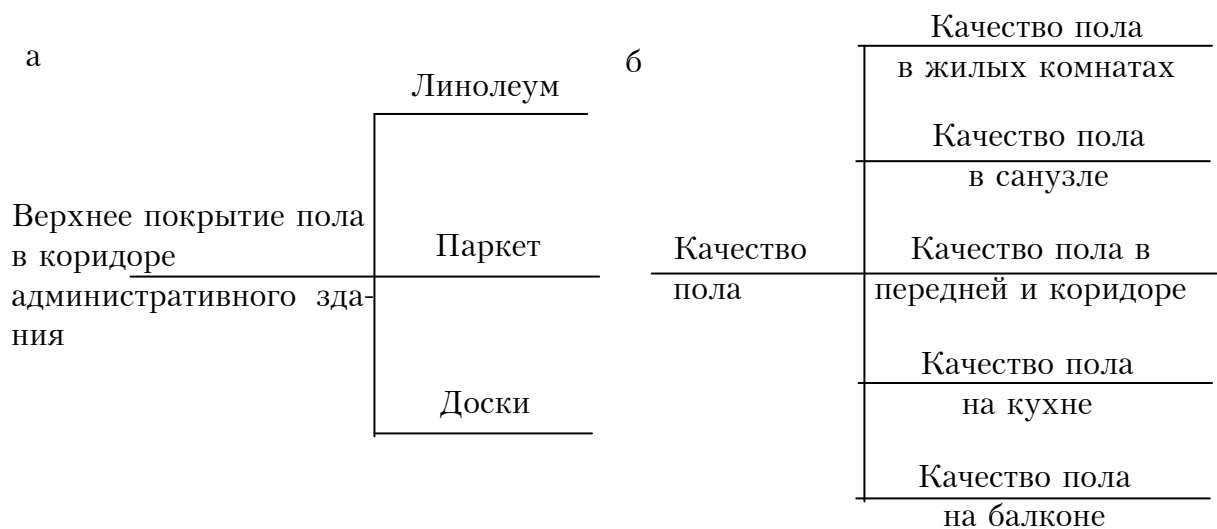 а
Линолеум
Верхнее покрытие пола
в коридоре
административного зда-
ния
Паркет
Доски
б
Качество пола
в жилых комнатах
Качество пола
в санузле
Качество
пола
Качество пола в
передней и коридоре
Качество пола
на кухне
Качество пола
на балконе